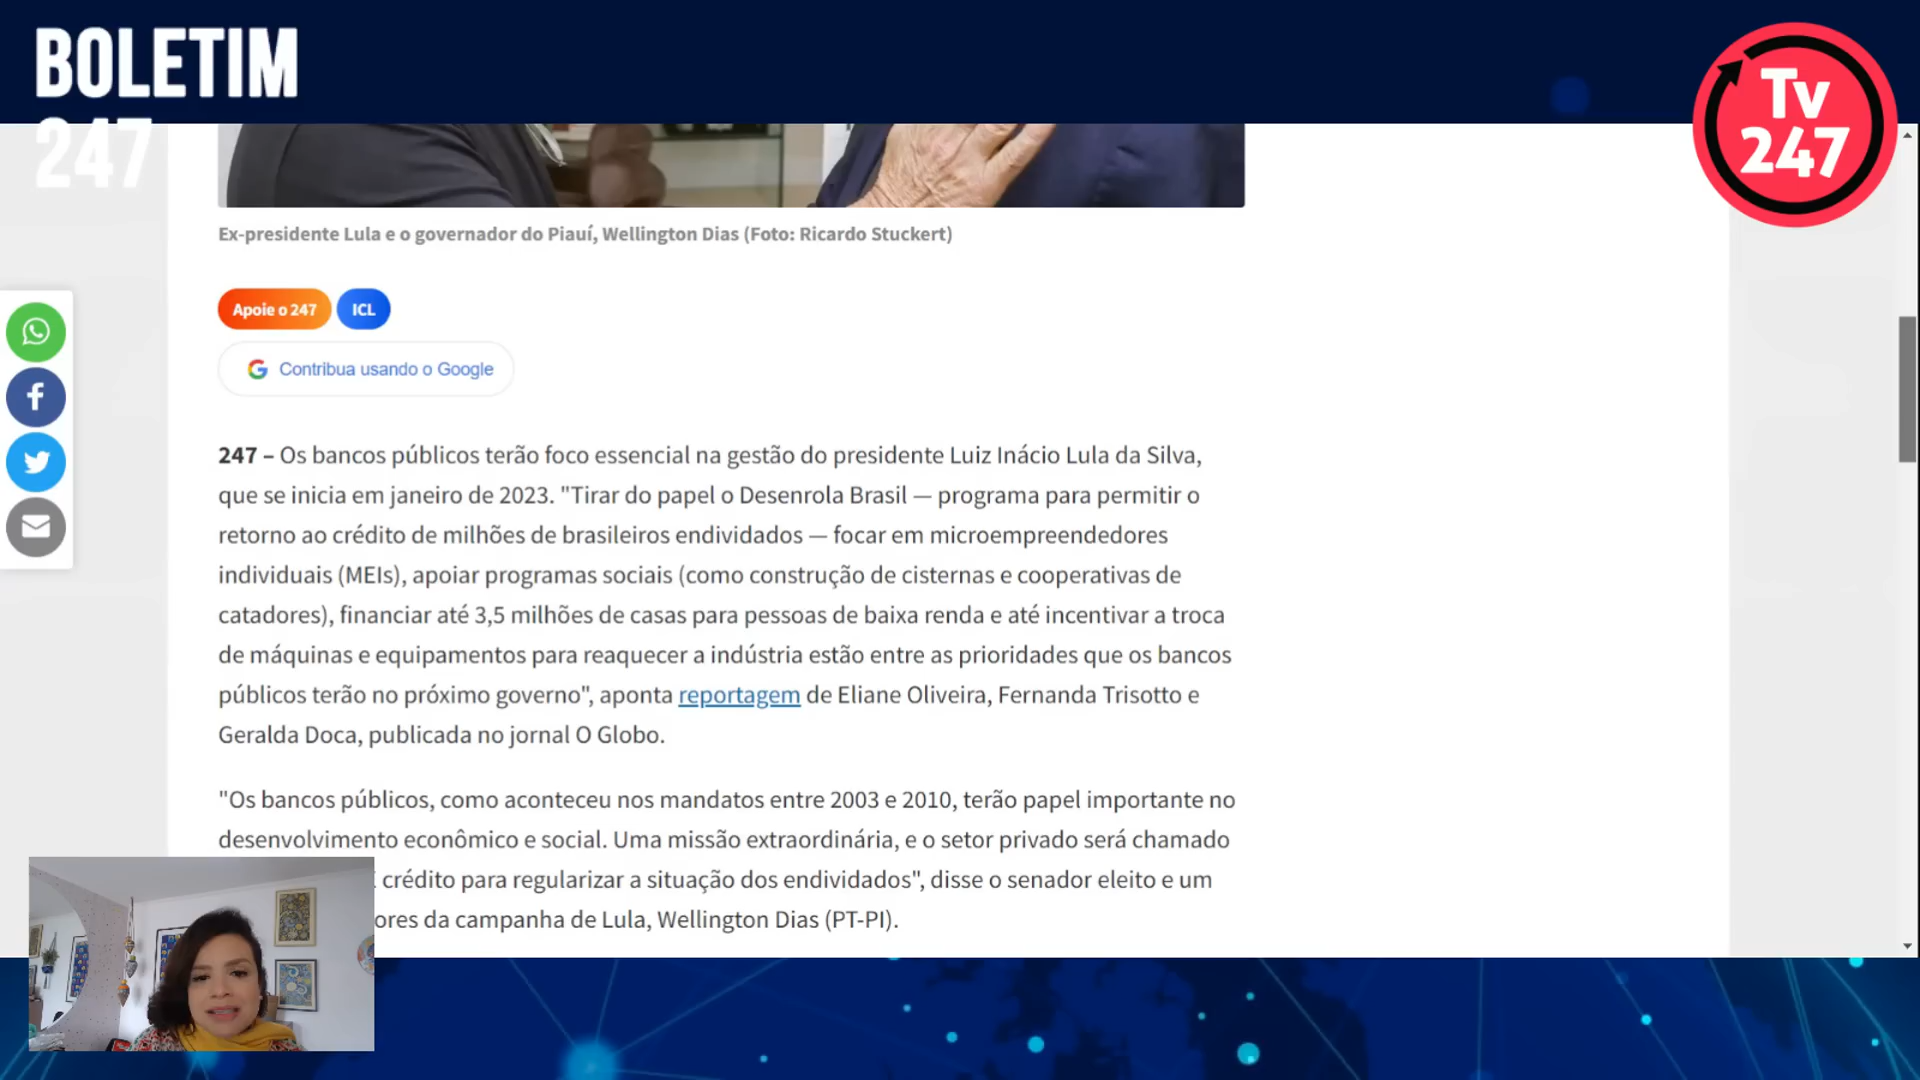 BOLETIM
247
Tv
247
Ex-presidente Lula e o governador do Piauí, Wellington Dias (Foto: Ricardo Stuckert)
Apoie o 247
ICL
Contribua usando o Google
247 – Os bancos públicos terão foco essencial na gestão do presidente Luiz Inácio Lula da Silva,
que se inicia em janeiro de 2023. "Tirar do papel o Desenrola Brasil — programa para permitir o
retorno ao crédito de milhões de brasileiros endividados — focar em microempreendedores
individuais (MEIs), apoiar programas sociais (como construção de cisternas e cooperativas de
catadores), financiar até 3,5 milhões de casas para pessoas de baixa renda e até incentivar a troca
de máquinas e equipamentos para reaquecer a indústria estão entre as prioridades que os bancos
públicos terão no próximo governo", aponta reportagem de Eliane Oliveira, Fernanda Trisotto e
Geralda Doca, publicada no jornal O Globo.
"Os bancos públicos, como aconteceu nos mandatos entre 2003 e 2010, terão papel importante no
desenvolvimento econômico e social. Uma missão extraordinária, e o setor privado será chamado
crédito para regularizar a situação dos endividados", disse o senador eleito e um
ores da campanha de Lula, Wellington Dias (PT-PI).